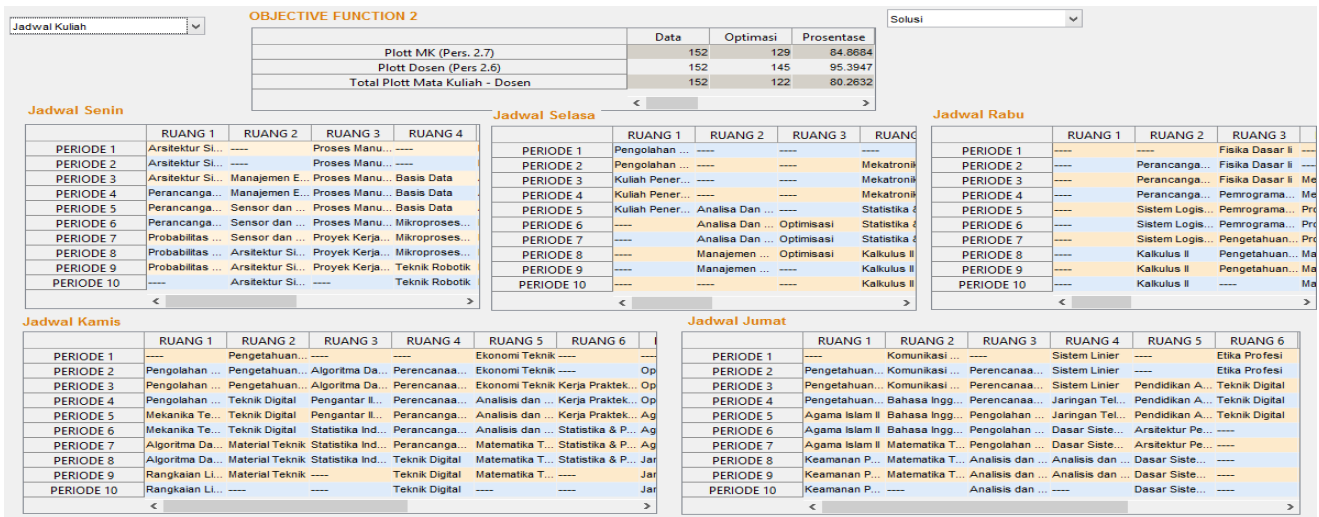 Jadwal Kuliah
OBJECTIVE FUNCTION 2
Solusi
Data Optimasi Prosentase
Plott MK (Pers. 2.7) 152 129 84.8684
Plott Dosen (Pers 2.6) 152 145 95.3947
Total Plott Mata Kuliah - Dosen 152 122 80.2632
Jadwal Senin
RUANG 1 RUANG 2 RUANG 3 RUANG 4
PERIODE 1 Arsitektur Si... ---- Proses Manu... ----
PERIODE 2 Arsitektur Si... ---- Proses Manu... ----
PERIODE 3 Arsitektur Si... Manajemen E... Proses Manu... Basis Data
PERIODE 4 Perancanga... Manajemen E... Proses Manu... Basis Data
PERIODE 5 Perancanga... Sensor dan ... Proses Manu... Basis Data
PERIODE 6 Perancanga... Sensor dan ... Proses Manu... Mikroproses...
PERIODE 7 Probabilitas ... Sensor dan ... Proyek Kerja... Mikroproses...
PERIODE 8 Probabilitas ... Arsitektur Si... Proyek Kerja... Mikroproses...
PERIODE 9 Probabilitas ... Arsitektur Si... Proyek Kerja... Teknik Robotik
PERIODE 10 ---- Arsitektur Si... ---- Teknik Robotik
Jadwal Selasa
RUANG 1 RUANG 2 RUANG 3 RUANG
PERIODE 1 Pengolahan ... ---- ---- ----
PERIODE 2 Pengolahan ... ---- ---- Mekatronik
PERIODE 3 Kuliah Pener... ---- ---- Mekatronik
PERIODE 4 Kuliah Pener... ---- ---- Mekatronik
PERIODE 5 Kuliah Pener... Analisa Dan ... ---- Statistika &
PERIODE 6 ---- Analisa Dan ... Optimisasi Statistika &
PERIODE 7 ---- Analisa Dan ... Optimisasi Statistika &
PERIODE 8 ---- Manajemen ... Optimisasi Kalkulus II
PERIODE 9 ---- Manajemen ... ---- Kalkulus II
PERIODE 10 ---- ---- ---- Kalkulus II
Jadwal Rabu
RUANG 1 RUANG 2 RUANG 3
PERIODE 1 ---- ---- Fisika Dasar Ii ----
PERIODE 2 ---- Perancanga... Fisika Dasar Ii ----
PERIODE 3 ---- Perancanga... Fisika Dasar Ii Me
PERIODE 4 ---- Perancanga... Pemrograma... Me
PERIODE 5 ---- Sistem Logis... Pemrograma... Pro
PERIODE 6 ---- Sistem Logis... Pemrograma... Pro
PERIODE 7 ---- Sistem Logis... Pengetahuan... Pro
PERIODE 8 ---- Kalkulus II Pengetahuan... Ma
PERIODE 9 ---- Kalkulus II Pengetahuan... Ma
PERIODE 10 ---- Kalkulus II ---- Ma
Jadwal Kamis
RUANG 1 RUANG 2 RUANG 3 RUANG 4 RUANG 5 RUANG 6
PERIODE 1 ---- Pengetahuan... ---- ---- Ekonomi Teknik ---- ----
PERIODE 2 Pengolahan ... Pengetahuan... Algoritma Da... Perencanaa... Ekonomi Teknik ---- Op
PERIODE 3 Pengolahan ... Pengetahuan... Algoritma Da... Perencanaa... Ekonomi Teknik Kerja Praktek... Op
PERIODE 4 Pengolahan ... Teknik Digital Pengantar Il... Perencanaa... Analisis dan ... Kerja Praktek... Op
PERIODE 5 Mekanika Te... Teknik Digital Pengantar Il... Perancanga... Analisis dan ... Kerja Praktek... Ag
PERIODE 6 Mekanika Te... Teknik Digital Statistika Ind... Perancanga... Analisis dan ... Statistika & P... Ag
PERIODE 7 Algoritma Da... Material Teknik Statistika Ind... Perancanga... Matematika T... Statistika & P... Ag
PERIODE 8 Algoritma Da... Material Teknik Statistika Ind... Teknik Digital Matematika T... Statistika & P... Jar
PERIODE 9 Rangkaian Li... Material Teknik ---- Teknik Digital Matematika T... ---- Jar
PERIODE 10 Rangkaian Li... ---- ---- Teknik Digital ---- ---- Jar
Jadwal Jumat
RUANG 1 RUANG 2 RUANG 3 RUANG 4 RUANG 5 RUANG 6
PERIODE 1 ---- Komunikasi ... ---- Sistem Linier ---- Etika Profesi
PERIODE 2 Pengetahuan... Komunikasi ... Perencanaa... Sistem Linier ---- Etika Profesi
PERIODE 3 Pengetahuan... Komunikasi ... Perencanaa... Sistem Linier Pendidikan A... Teknik Digital
PERIODE 4 Pengetahuan... Bahasa Ingg... Perencanaa... Jaringan Tel... Pendidikan A... Teknik Digital
PERIODE 5 Agama Islam II Bahasa Ingg... Pengolahan ... Jaringan Tel... Pendidikan A... Teknik Digital
PERIODE 6 Agama Islam II Bahasa Ingg... Pengolahan ... Dasar Siste... Arsitektur Pe... ----
PERIODE 7 Agama Islam II Matematika T... Pengolahan ... Dasar Siste... Arsitektur Pe... ----
PERIODE 8 Keamanan P... Matematika T... Analisis dan ... Analisis dan ... Dasar Siste... ----
PERIODE 9 Keamanan P... Matematika T... Analisis dan ... Analisis dan ... Dasar Siste... ----
PERIODE 10 Keamanan P... ---- Analisis dan ... ---- Dasar Siste... ----